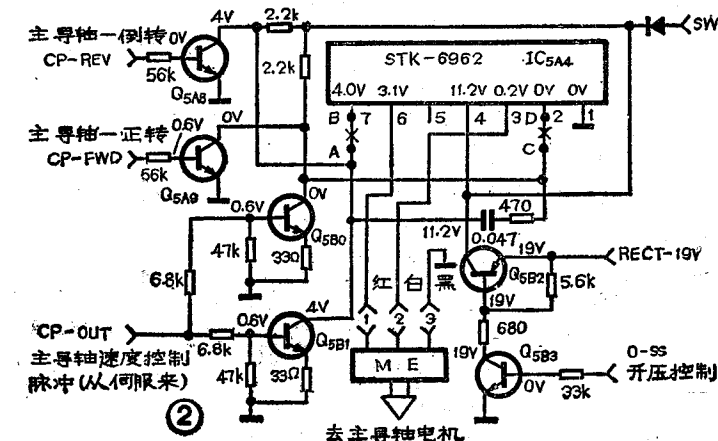 主导轴—倒转 0V
CP-REV
56k
Q5A8
4V
2.2k
2.2k
SW
STK-6962 IC5A4
4.0V 3.1V 11.2V 0.2V 0V 0V
B 7 6 5 4 3 D 2 1
A
C
主导轴—正转
0.6V
0V
CP-FWD
56k
Q5A9
0V
0.6V
Q5B0
47k
33Ω
470
11.2V
0.047
19V
RECT-19V
Q5B2
5.6k
19V
红 白 黑
1 2 3
6.8k
4V
CP-OUT
0.6V
6.8k
Q5B1
47k
33Ω
主导轴速度控制
脉冲(从伺服来)
M E
680
19V
Q5B3
0V
33k
O-SS
开压控制
②
去主导轴电机